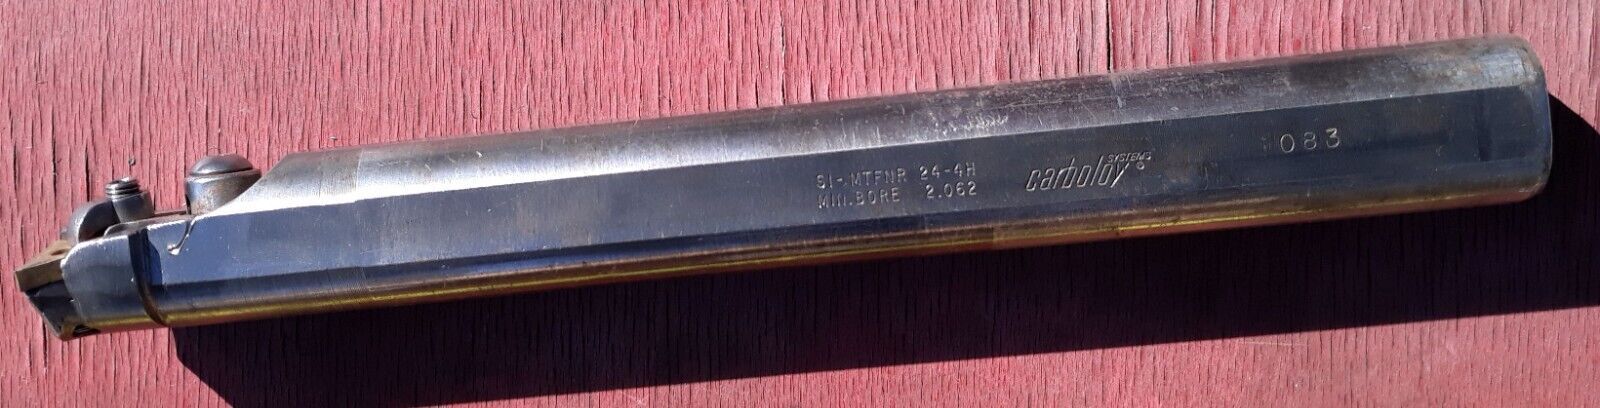 SI-MTFNR 24-4H
MIN.BORE 2.062
carboloy
SYSTEMS
®
083